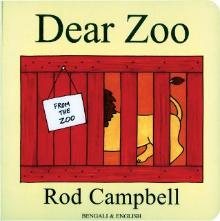 Dear Zoo
FROM
THE
ZOO
Rod Campbell
BENGALI & ENGLISH